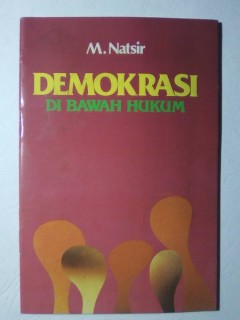 M. Natsir
DEMOKRASI
DI BAWAH HUKUM